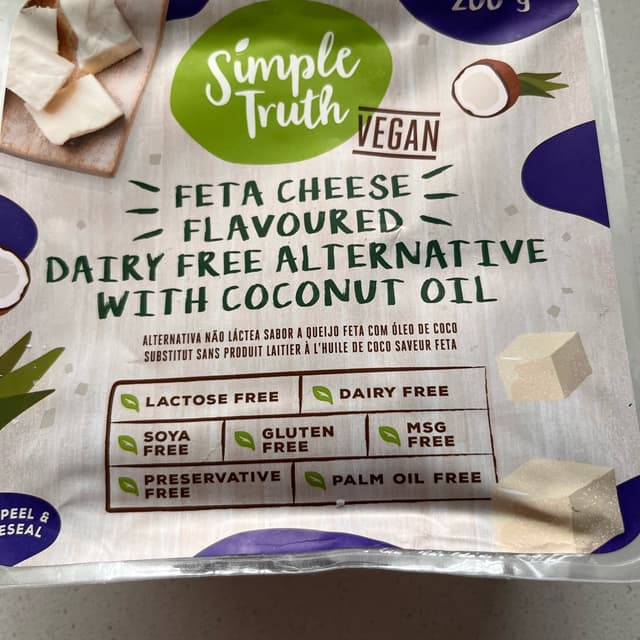 200 g
Simple
Truth
VEGAN
FETA CHEESE
FLAVOURED
DAIRY FREE ALTERNATIVE
WITH COCONUT OIL
ALTERNATIVA NÃO LÁCTEA SABOR A QUEIJO FETA COM ÓLEO DE COCO
SUBSTITUT SANS PRODUIT LAITIER À L'HUILE DE COCO SAVEUR FETA
LACTOSE FREE
DAIRY FREE
SOYA
FREE
GLUTEN
FREE
MSG
FREE
PRESERVATIVE
FREE
PALM OIL FREE
PEEL &
ESEAL